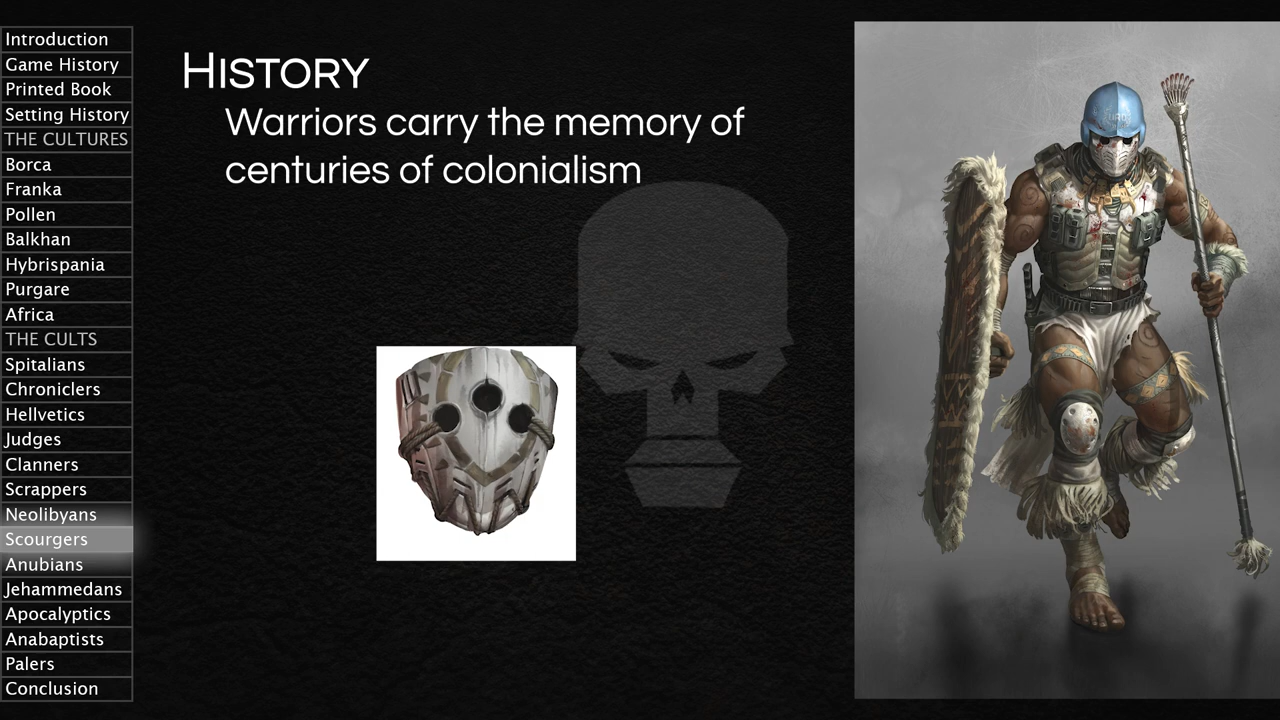 Introduction
Game History
Printed Book
Setting History
THE CULTURES
Borca
Franka
Pollen
Balkhan
Hybrispania
Purgare
Africa
THE CULTS
Spitalians
Chroniclers
Hellvetics
Judges
Clanners
Scrappers
Neolibyans
Scourgers
Anubians
Jehammedans
Apocalyptics
Anabaptists
Palers
Conclusion
HISTORY
Warriors carry the memory of
centuries of colonialism